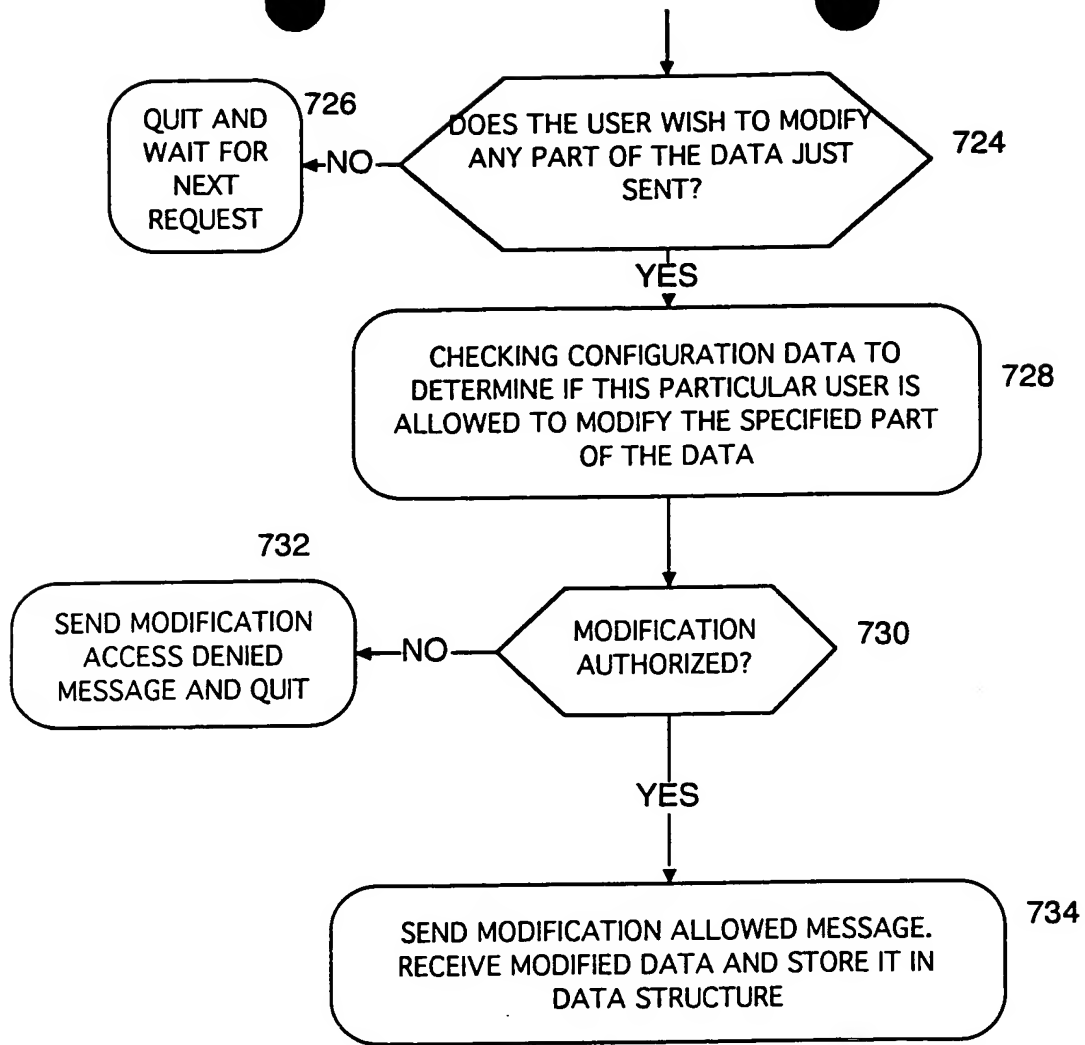 726
QUIT AND
WAIT FOR
NEXT
REQUEST
NO
DOES THE USER WISH TO MODIFY
ANY PART OF THE DATA JUST
SENT?
724
YES
CHECKING CONFIGURATION DATA TO
DETERMINE IF THIS PARTICULAR USER IS
ALLOWED TO MODIFY THE SPECIFIED PART
OF THE DATA
728
732
SEND MODIFICATION
ACCESS DENIED
MESSAGE AND QUIT
NO
MODIFICATION
AUTHORIZED?
730
YES
SEND MODIFICATION ALLOWED MESSAGE.
RECEIVE MODIFIED DATA AND STORE IT IN
DATA STRUCTURE
734